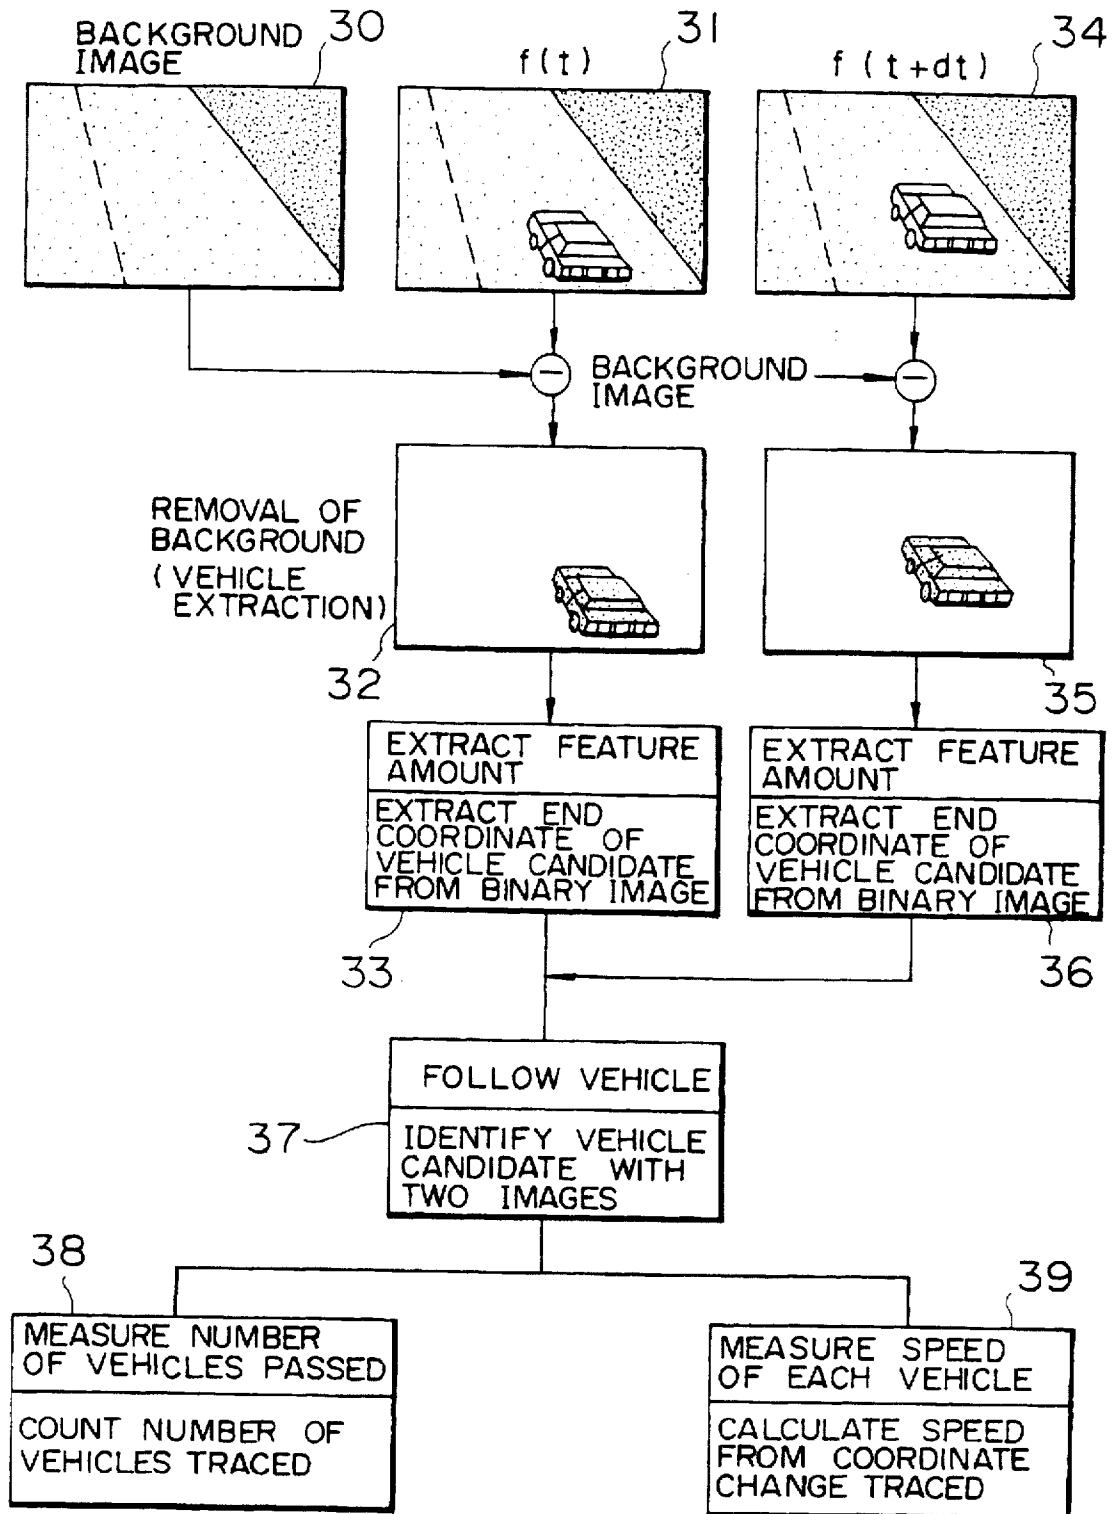 BACKGROUND
IMAGE
30
f(t)
31
f(t+dt)
34
BACKGROUND
IMAGE
REMOVAL OF
BACKGROUND
(VEHICLE
EXTRACTION)
32
35
EXTRACT FEATURE
AMOUNT
EXTRACT END
COORDINATE OF
VEHICLE CANDIDATE
FROM BINARY IMAGE
33
EXTRACT FEATURE
AMOUNT
EXTRACT END
COORDINATE OF
VEHICLE CANDIDATE
FROM BINARY IMAGE
36
FOLLOW VEHICLE
37
IDENTIFY VEHICLE
CANDIDATE WITH
TWO IMAGES
38
MEASURE NUMBER
OF VEHICLES PASSED
COUNT NUMBER OF
VEHICLES TRACED
39
MEASURE SPEED
OF EACH VEHICLE
CALCULATE SPEED
FROM COORDINATE
CHANGE TRACED